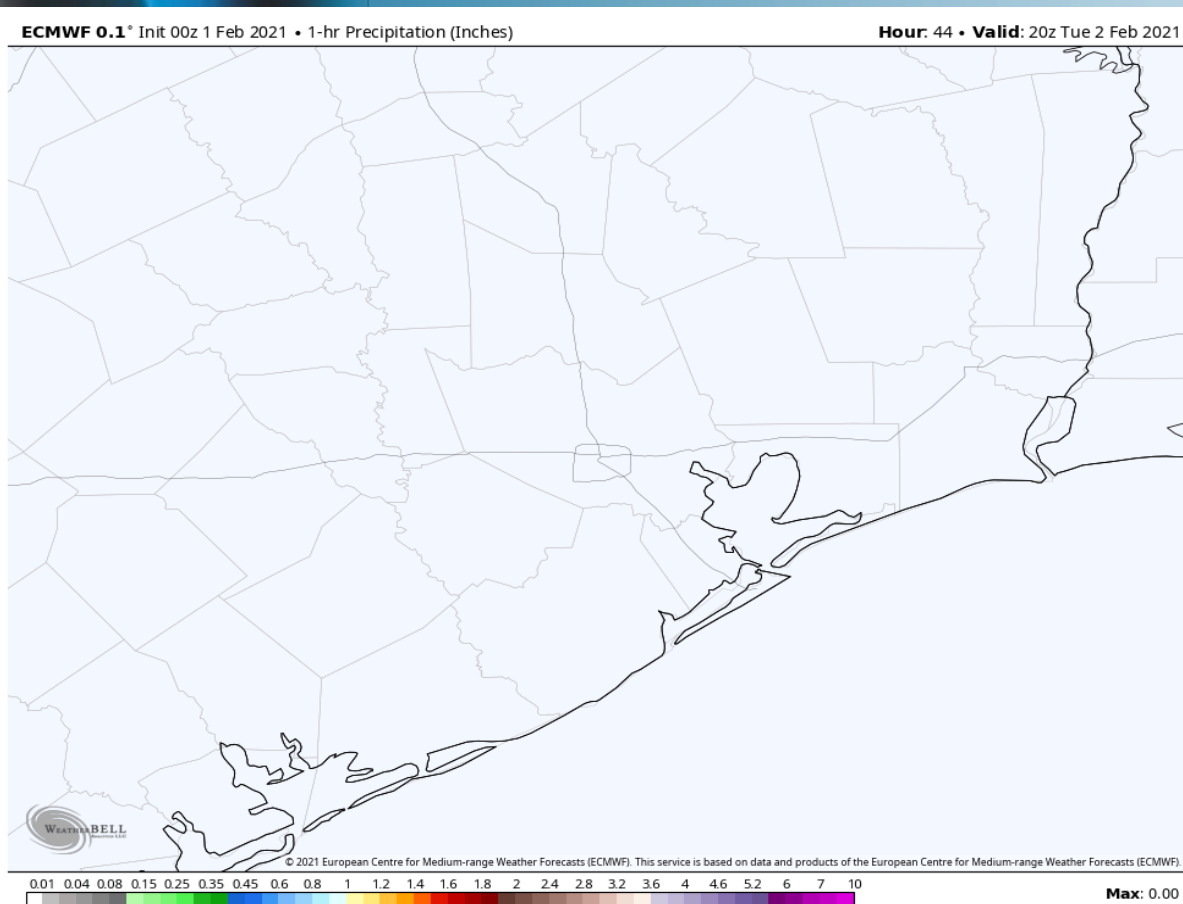 ECMWF 0.1° Init 00z 1 Feb 2021 • 1-hr Precipitation (Inches) Hour: 44 • Valid: 20z Tue 2 Feb 2021
WEATHERBELL
© 2021 European Centre for Medium-range Weather Forecasts (ECMWF). This service is based on data and products of the European Centre for Medium-range Weather Forecasts (ECMWF).
0.01 0.04 0.08 0.15 0.25 0.35 0.45 0.6 0.8 1 1.2 1.4 1.6 1.8 2 2.4 2.8 3.2 3.6 4 4.6 5.2 6 7 10
Max: 0.00